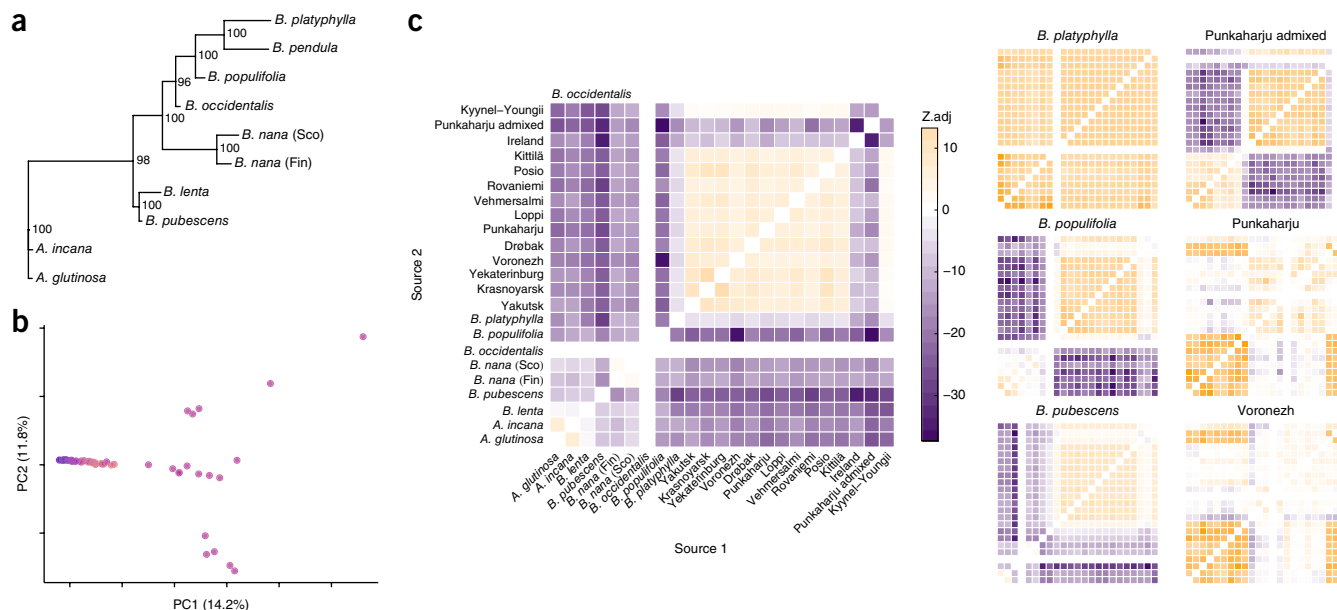 a
B. platyphylla
100
B. pendula
100
B. populifolia
96
B. occidentalis
100
B. nana (Sco)
100
B. nana (Fin)
98
B. lenta
100
B. pubescens
100
A. incana
A. glutinosa
b
PC2 (11.8%)
PC1 (14.2%)
c
B. occidentalis
Kyynel–Youngii
Punkaharju admixed
Ireland
Kittilä
Posio
Rovaniemi
Vehmersalmi
Loppi
Punkaharju
Drøbak
Voronezh
Yekaterinburg
Krasnoyarsk
Yakutsk
B. platyphylla
B. populifolia
B. occidentalis
B. nana (Sco)
B. nana (Fin)
B. pubescens
B. lenta
A. incana
A. glutinosa
Source 2
A. glutinosa
A. incana
B. lenta
B. pubescens
B. nana (Fin)
B. nana (Sco)
B. occidentalis
B. populifolia
B. platyphylla
Yakutsk
Krasnoyarsk
Yekaterinburg
Voronezh
Drøbak
Punkaharju
Loppi
Vehmersalmi
Rovaniemi
Posio
Kittilä
Ireland
Punkaharju admixed
Kyynel–Youngii
Source 1
Z.adj
10
0
–10
–20
–30
B. platyphylla
Punkaharju admixed
B. populifolia
Punkaharju
B. pubescens
Voronezh